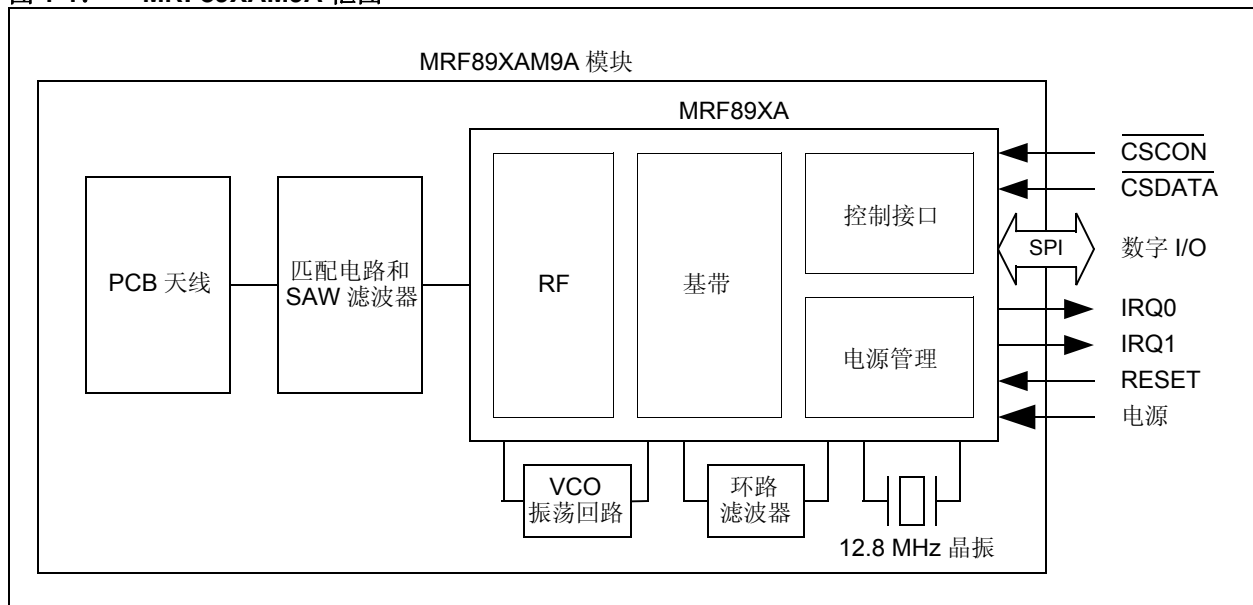 MRF89XAM9A 模块
MRF89XA
PCB 天线
匹配电路和
SAW 滤波器
RF
基带
控制接口
电源管理
CSCON
CSDATA
SPI
数字 I/O
IRQ0
IRQ1
RESET
电源
VCO
振荡回路
环路
滤波器
12.8 MHz 晶振